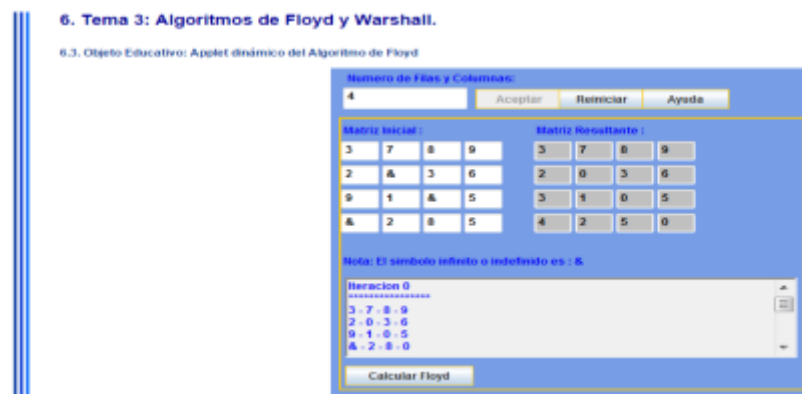 6. Tema 3: Algoritmos de Floyd y Warshall.
6.3. Objeto Educativo: Applet dinámico del Algoritmo de Floyd
Numero de Filas y Columnas:
4 Aceptar Reiniciar Ayuda
Matriz Inicial : Matriz Resultante :
3 7 8 9 3 7 8 9
2 & 3 6 2 0 3 6
9 1 & 5 3 1 0 5
& 2 8 5 4 2 5 0
Nota: El simbolo infinito o indefinido es : &
Iteracion 0
----------------
3 - 7 - 8 - 9
2 - 0 - 3 - 6
9 - 1 - 0 - 5
& - 2 - 8 - 0
Calcular Floyd